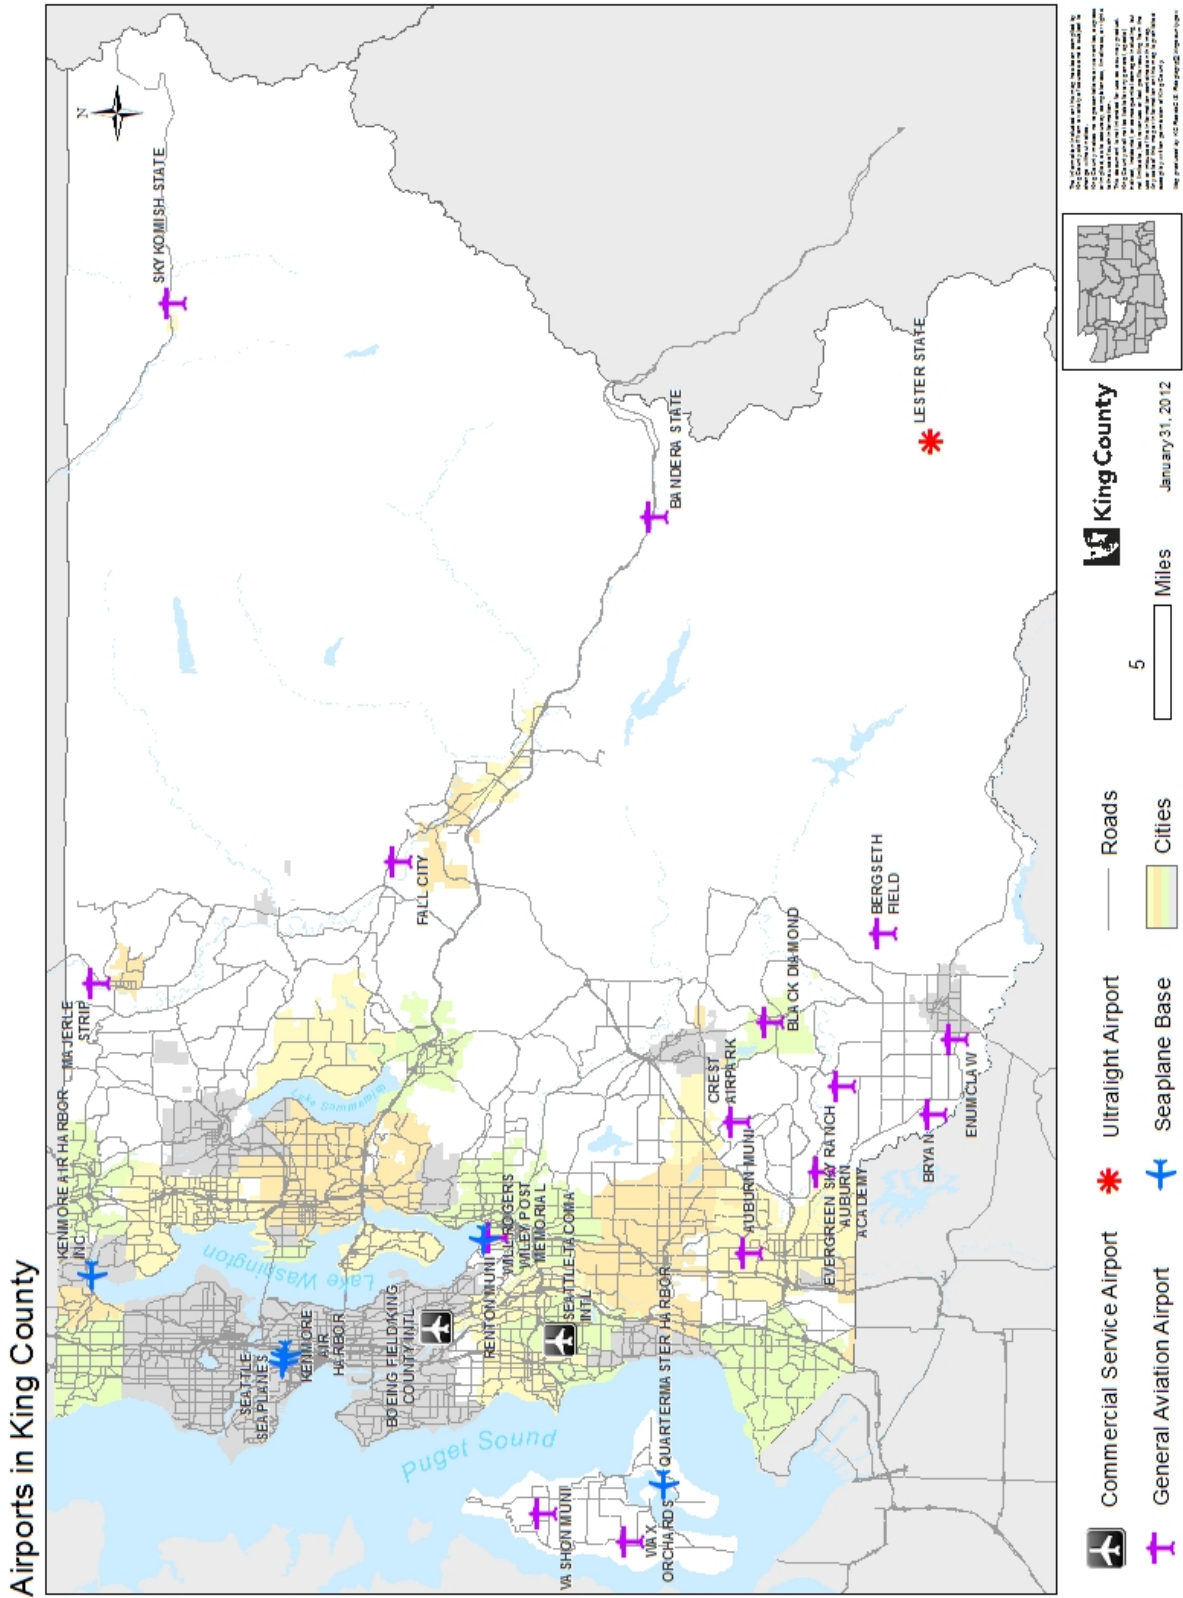 Airports in King County
N
SKYKOMISH STATE
MAJERLE
STRIP
KENMORE AIR HARBOR
INC
FALL CITY
BANDERA STATE
LESTER STATE
Lake Sammamish
Lake Washington
SEATTLE
SEAPLANES
KENMORE
AIR
HARBOR
BOEING FIELD/KING
COUNTY INTL
RENTON MUNI
WILL ROGERS
WILEY POST
MEMORIAL
SEATTLE-TACOMA
INTL
Puget Sound
VASHON MUNI
WAX
ORCHARDS
QUARTERMASTER HARBOR
CREST
AIRPARK
AUBURN MUNI
BLACK DIAMOND
BERGSETH
FIELD
EVERGREEN SKY RANCH
AUBURN
ACADEMY
BRYAN
ENUMCLAW
Commercial Service Airport
Ultralight Airport
Roads
General Aviation Airport
Seaplane Base
Cities
5
Miles
King County
January 31, 2012